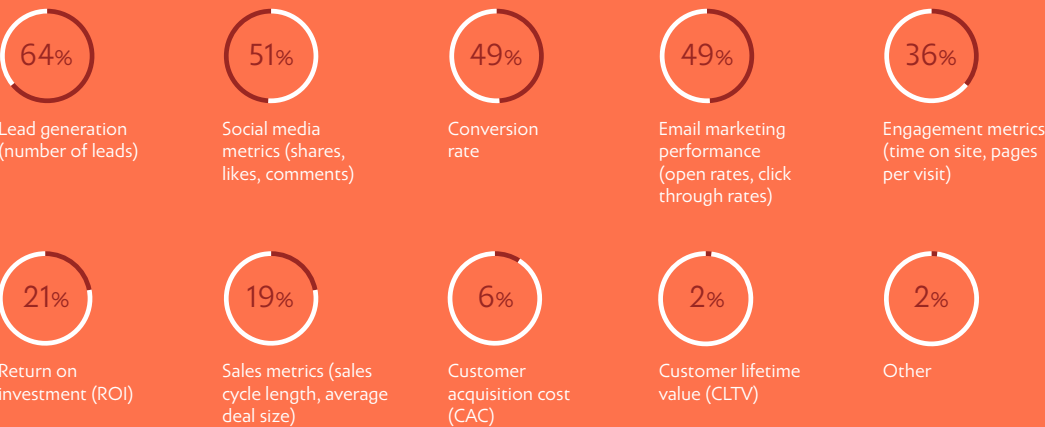 64%
51%
49%
49%
36%
Lead generation
(number of leads)
Social media
metrics (shares,
likes, comments)
Conversion
rate
Email marketing
performance
(open rates, click
through rates)
Engagement metrics
(time on site, pages
per visit)
21%
19%
6%
2%
2%
Return on
investment (ROI)
Sales metrics (sales
cycle length, average
deal size)
Customer
acquisition cost
(CAC)
Customer lifetime
value (CLTV)
Other